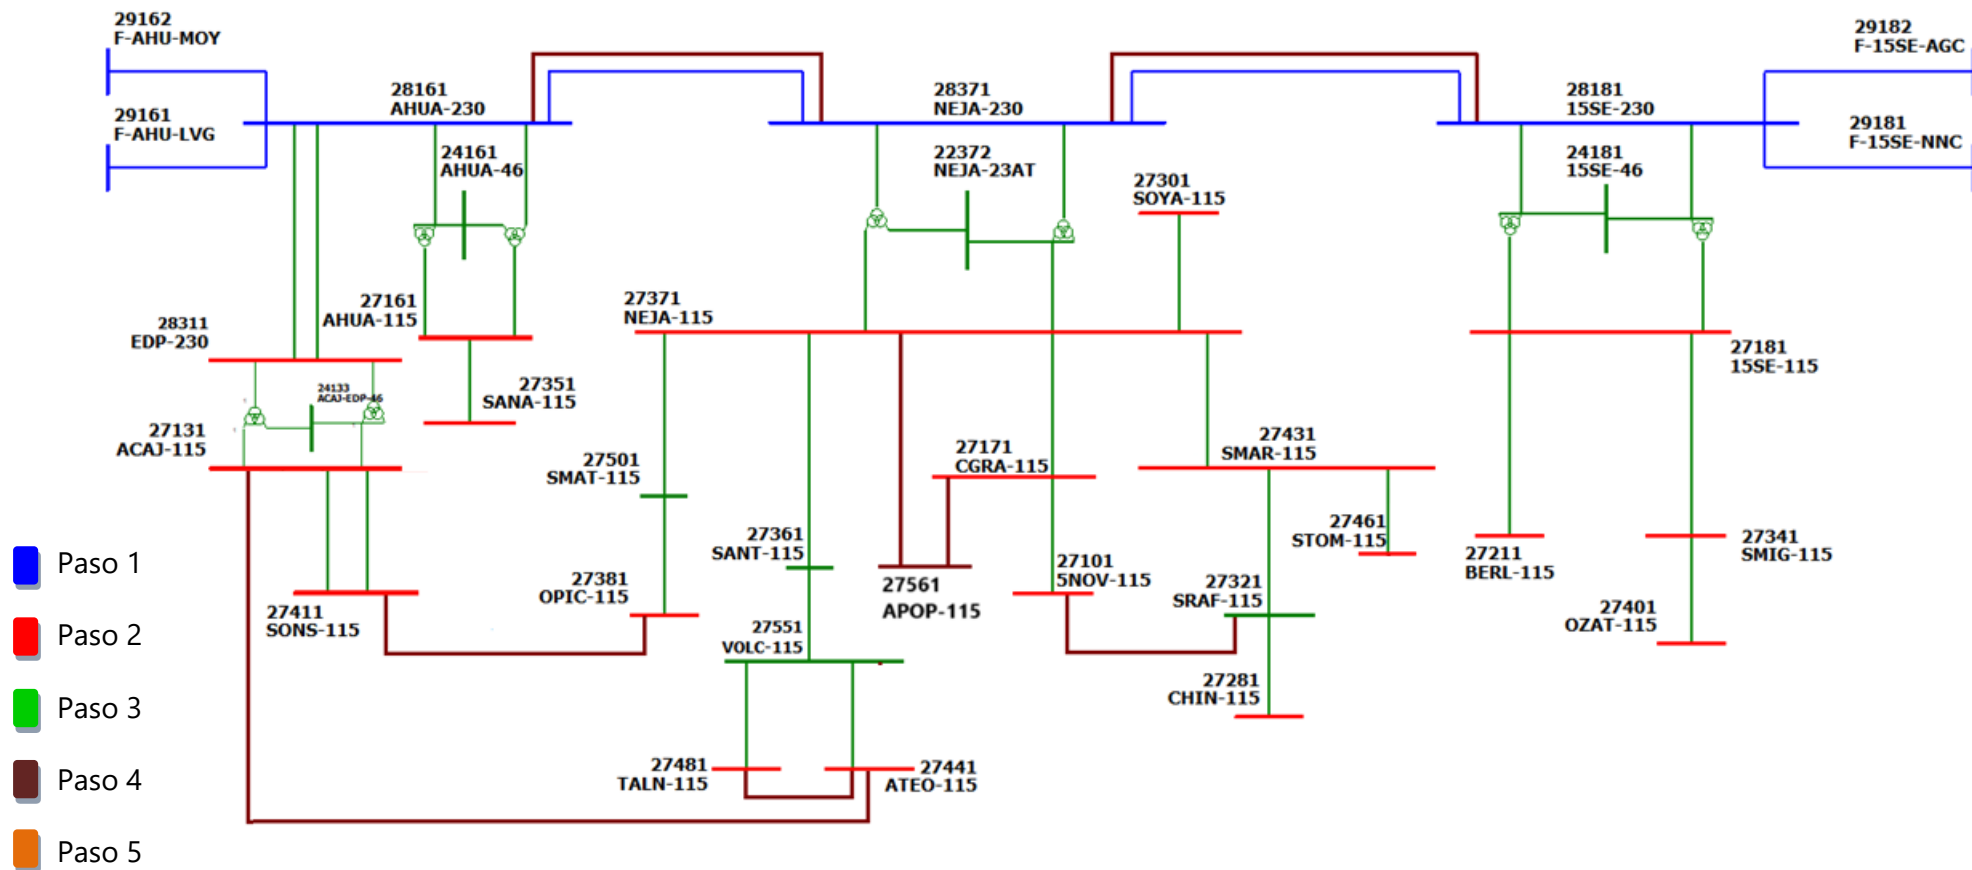 29162
F-AHU-MOY
29161
F-AHU-LVG
28161
AHUA-230
24161
AHUA-46
28371
NEJA-230
22372
NEJA-23AT
27301
SOYA-115
28181
15SE-230
24181
15SE-46
29182
F-15SE-AGC
29181
F-15SE-NNC
28311
EDP-230
27161
AHUA-115
27371
NEJA-115
27181
15SE-115
24133
ACAJ-EDP-46
27351
SANA-115
27131
ACAJ-115
27501
SMAT-115
27171
CGRA-115
27431
SMAR-115
27461
STOM-115
27361
SANT-115
27211
BERL-115
27341
SMIG-115
27381
OPIC-115
27561
APOP-115
27101
5NOV-115
27321
SRAF-115
27401
OZAT-115
27411
SONS-115
27551
VOLC-115
27281
CHIN-115
27481
TALN-115
27441
ATEO-115
Paso 1
Paso 2
Paso 3
Paso 4
Paso 5